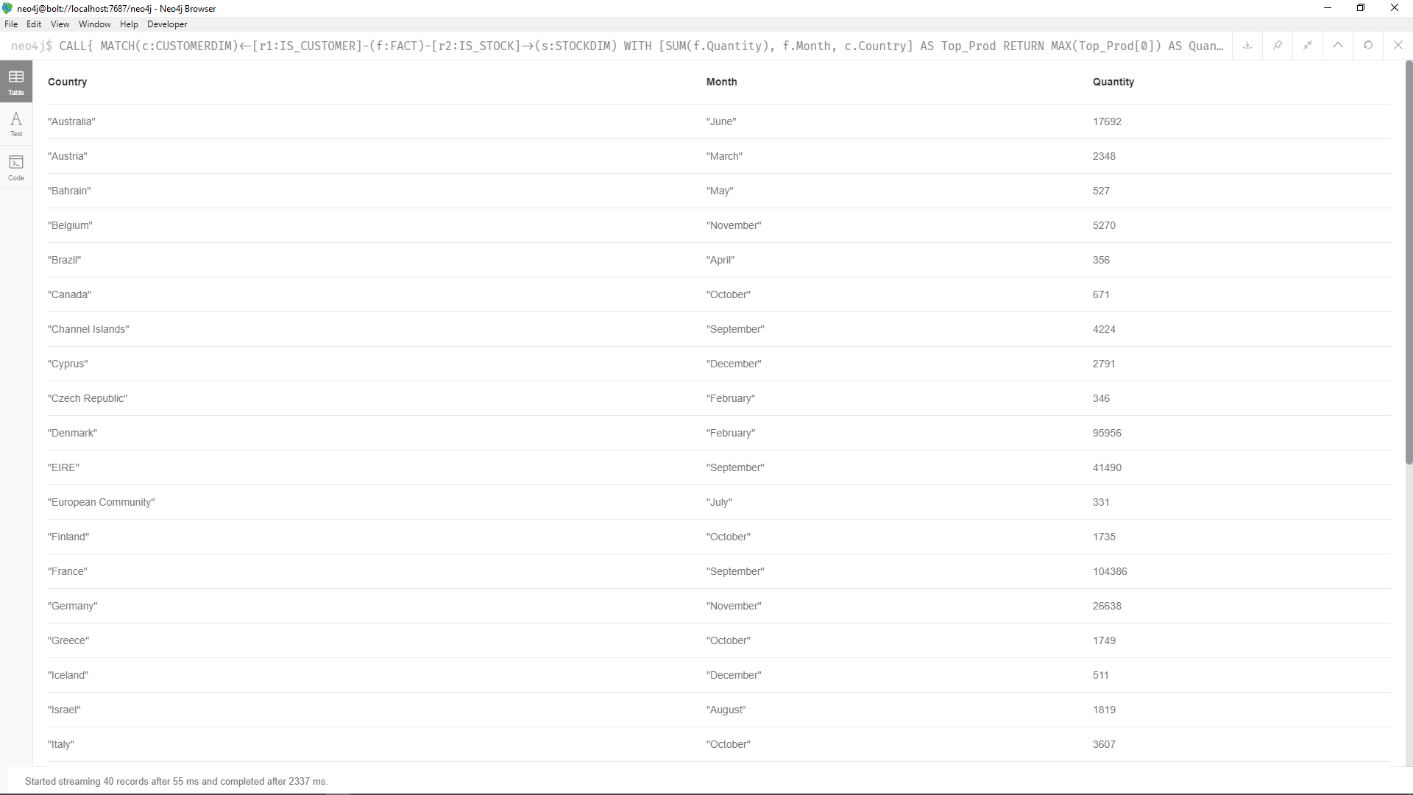 neo4j@bolt://localhost:7687/neo4j - Neo4j Browser
File Edit View Window Help Developer
neo4j$ CALL{ MATCH(c:CUSTOMERDIM)<-[r1:IS_CUSTOMER]-(f:FACT)-[r2:IS_STOCK]->(s:STOCKDIM) WITH [SUM(f.Quantity), f.Month, c.Country] AS Top_Prod RETURN MAX(Top_Prod[0]) AS Quan…
Table
Text
Code
Country Month Quantity
"Australia" "June" 17692
"Austria" "March" 2348
"Bahrain" "May" 527
"Belgium" "November" 5270
"Brazil" "April" 356
"Canada" "October" 671
"Channel Islands" "September" 4224
"Cyprus" "December" 2791
"Czech Republic" "February" 346
"Denmark" "February" 95956
"EIRE" "September" 41490
"European Community" "July" 331
"Finland" "October" 1735
"France" "September" 104386
"Germany" "November" 26638
"Greece" "October" 1749
"Iceland" "December" 511
"Israel" "August" 1819
"Italy" "October" 3607
Started streaming 40 records after 55 ms and completed after 2337 ms.